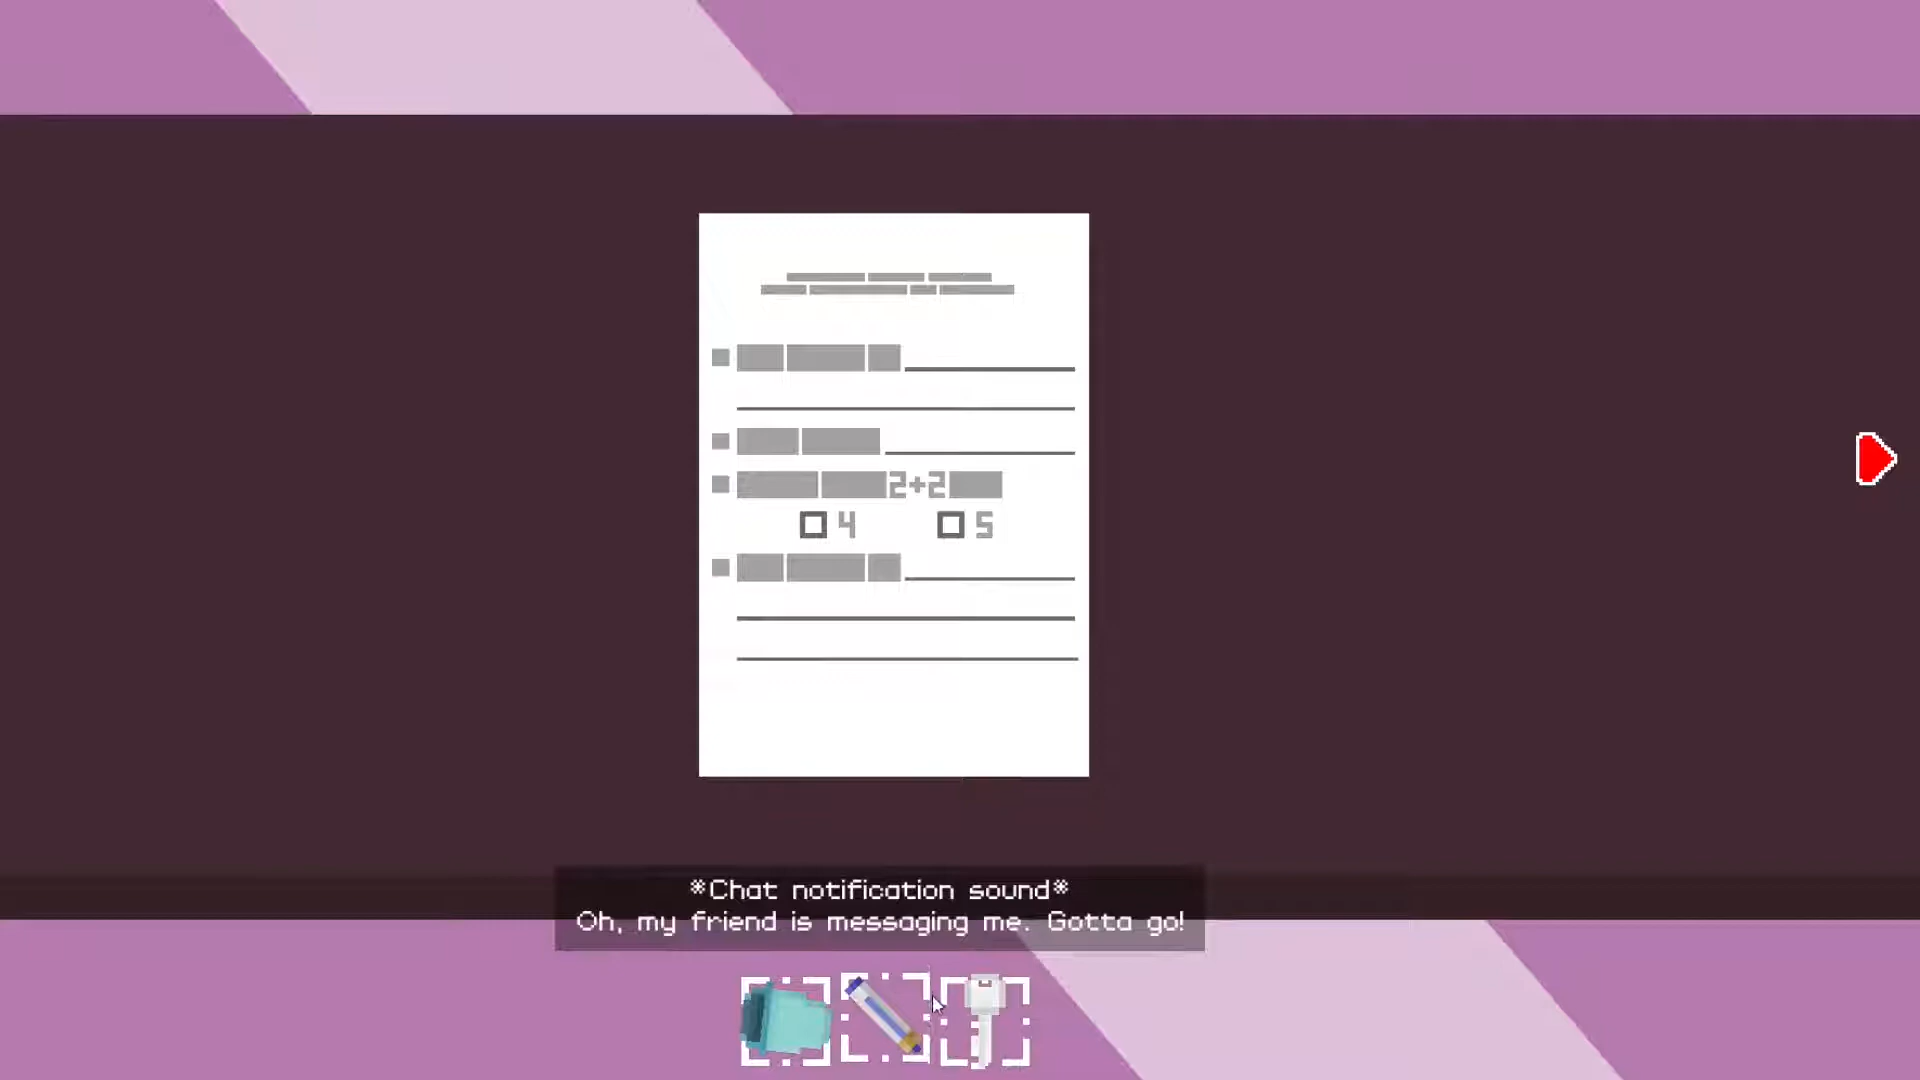 2+2
4 5
*Chat notification sound*
Oh, my friend is messaging me. Gotta go!